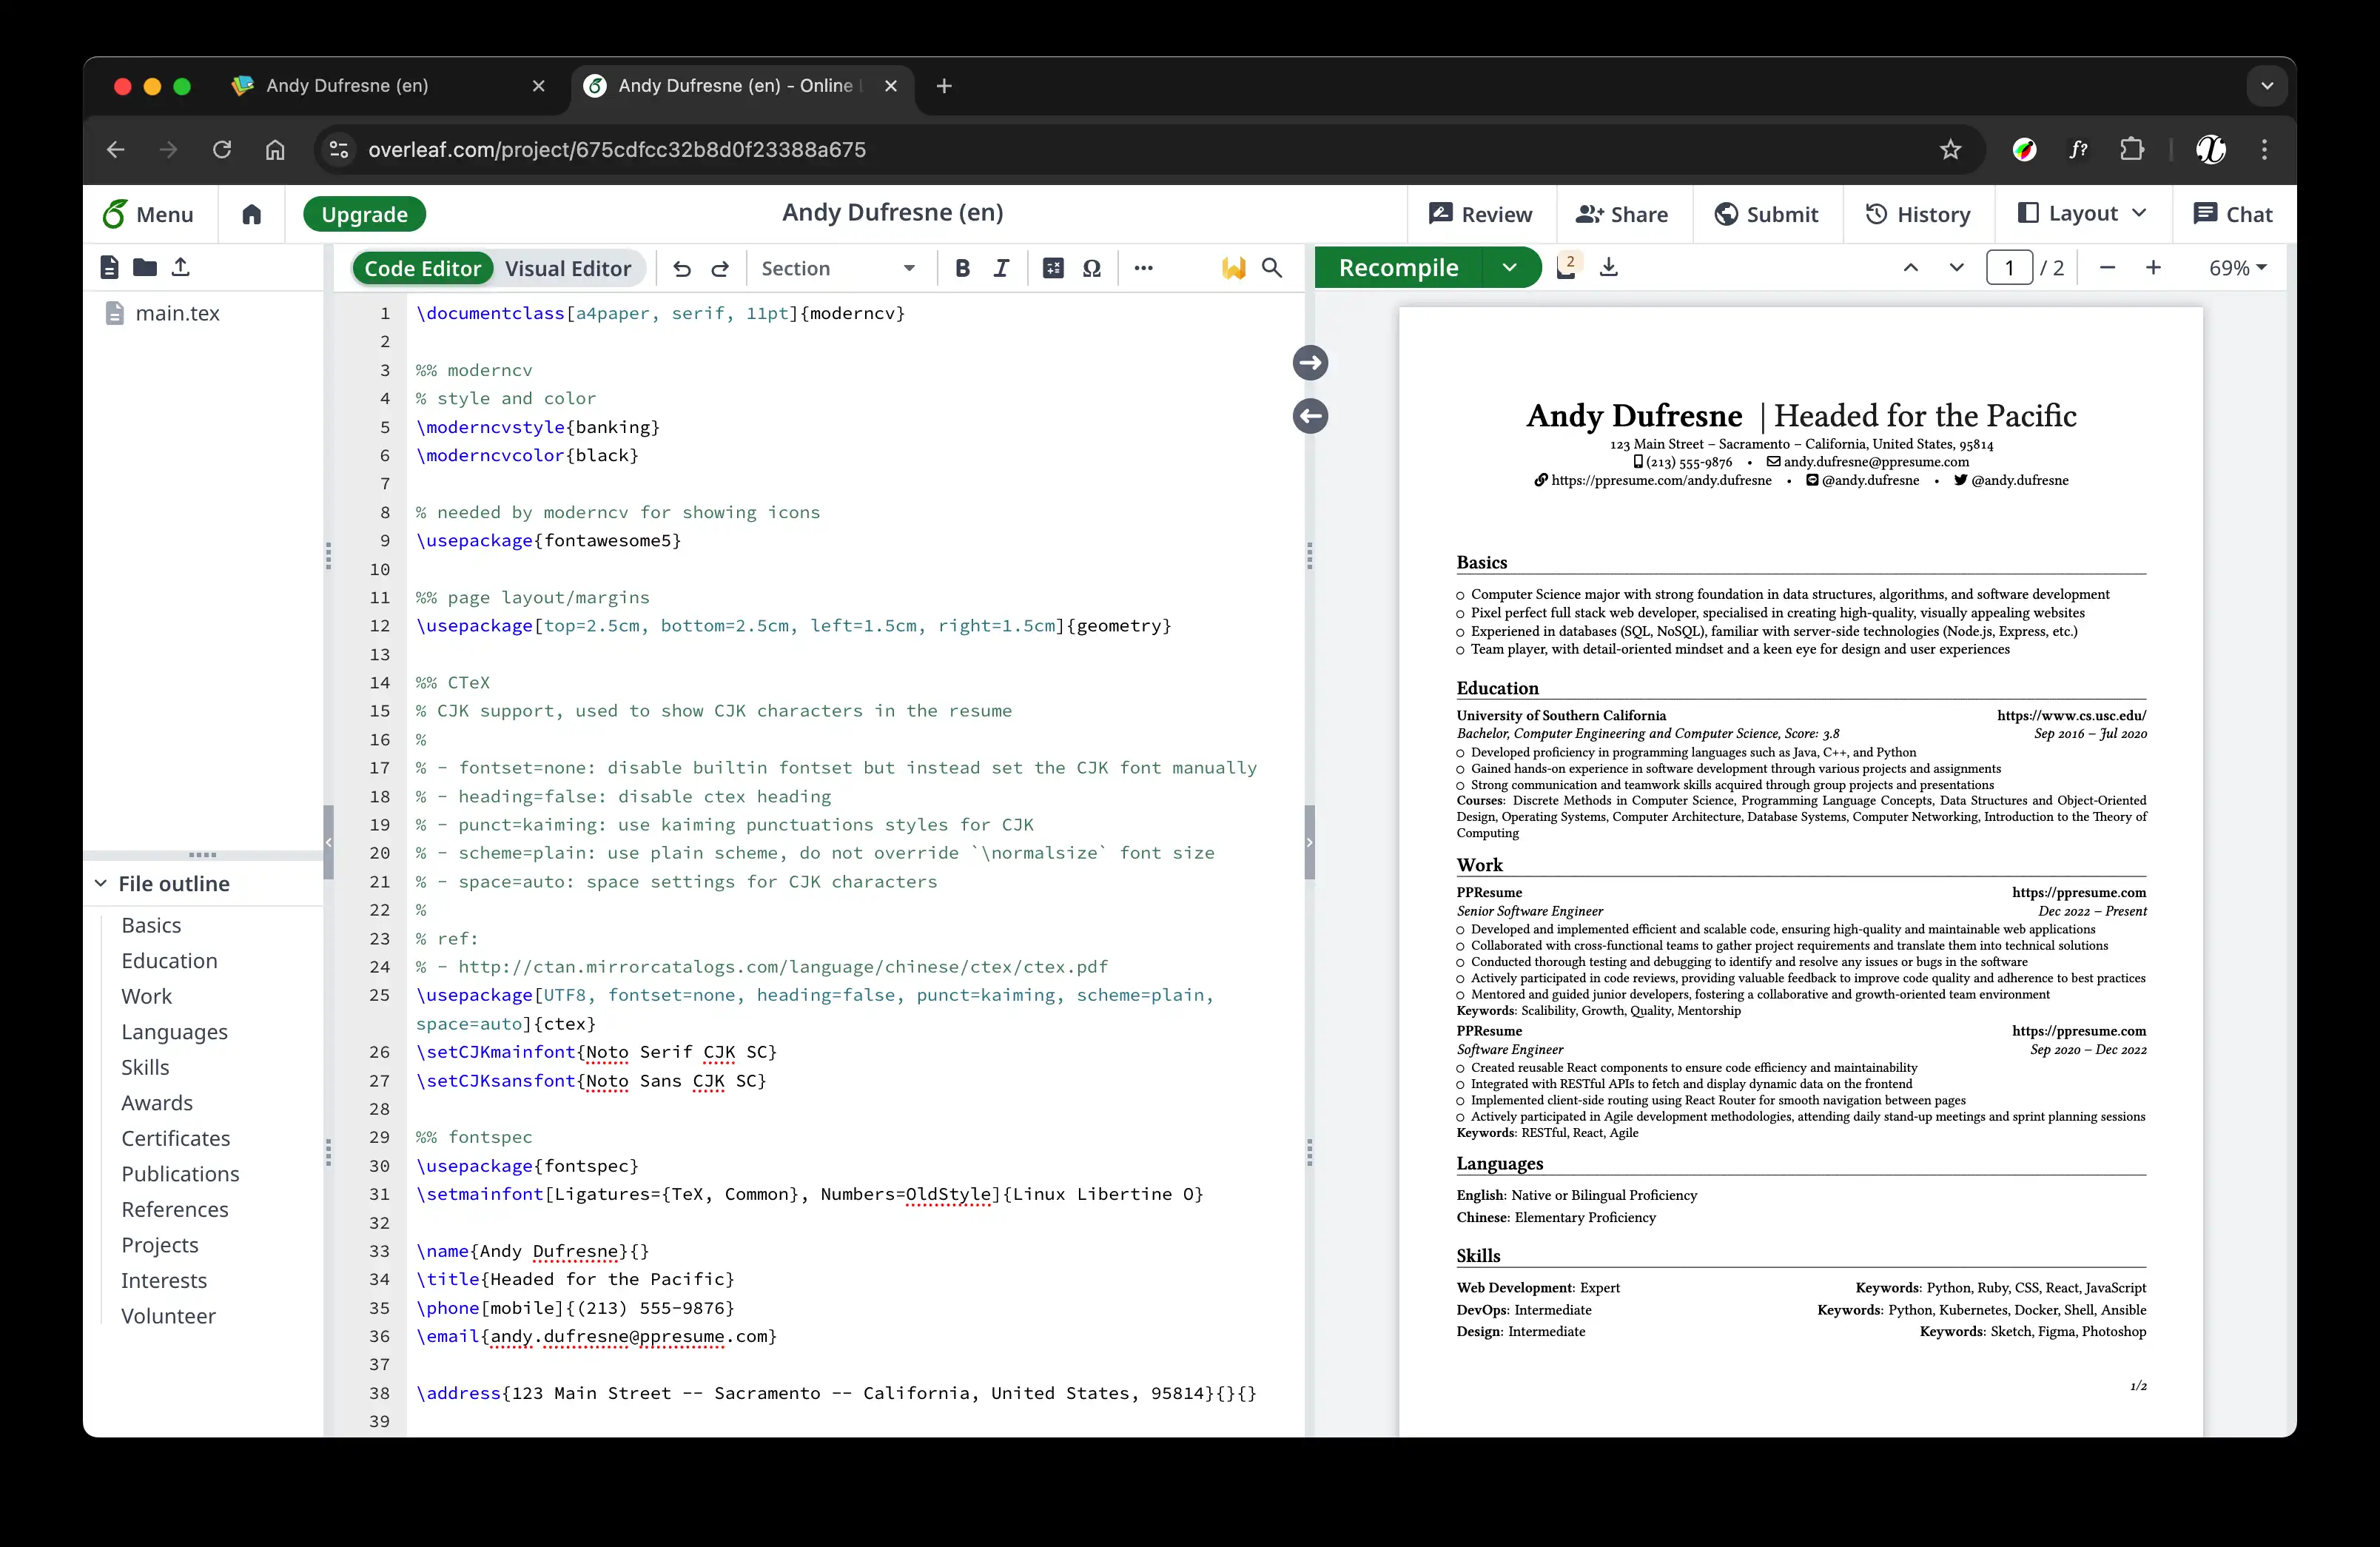 Andy Dufresne (en)
Andy Dufresne (en) - Online
overleaf.com/project/675cdfcc32b8d0f23388a675
Menu
Upgrade
Andy Dufresne (en)
Review
Share
Submit
History
Layout
Chat
main.tex
File outline
Basics
Education
Work
Languages
Skills
Awards
Certificates
Publications
References
Projects
Interests
Volunteer
Code Editor
Visual Editor
Section
B I Ω
1 \documentclass[a4paper, serif, 11pt]{moderncv}
2
3 %% moderncv
4 % style and color
5 \moderncvstyle{banking}
6 \moderncvcolor{black}
7
8 % needed by moderncv for showing icons
9 \usepackage{fontawesome5}
10
11 %% page layout/margins
12 \usepackage[top=2.5cm, bottom=2.5cm, left=1.5cm, right=1.5cm]{geometry}
13
14 %% CTeX
15 % CJK support, used to show CJK characters in the resume
16 %
17 % - fontset=none: disable builtin fontset but instead set the CJK font manually
18 % - heading=false: disable ctex heading
19 % - punct=kaiming: use kaiming punctuations styles for CJK
20 % - scheme=plain: use plain scheme, do not override `\normalsize` font size
21 % - space=auto: space settings for CJK characters
22 %
23 % ref:
24 % - http://ctan.mirrorcatalogs.com/language/chinese/ctex/ctex.pdf
25 \usepackage[UTF8, fontset=none, heading=false, punct=kaiming, scheme=plain,
space=auto]{ctex}
26 \setCJKmainfont{Noto Serif CJK SC}
27 \setCJKsansfont{Noto Sans CJK SC}
28
29 %% fontspec
30 \usepackage{fontspec}
31 \setmainfont[Ligatures={TeX, Common}, Numbers=OldStyle]{Linux Libertine O}
32
33 \name{Andy Dufresne}{}
34 \title{Headed for the Pacific}
35 \phone[mobile]{(213) 555-9876}
36 \email{andy.dufresne@ppresume.com}
37
38 \address{123 Main Street -- Sacramento -- California, United States, 95814}{}{}
39
Recompile
2
1 / 2
69%
Andy Dufresne | Headed for the Pacific
123 Main Street – Sacramento – California, United States, 95814
(213) 555-9876 • andy.dufresne@ppresume.com
https://ppresume.com/andy.dufresne • @andy.dufresne • @andy.dufresne
Basics
Computer Science major with strong foundation in data structures, algorithms, and software development
Pixel perfect full stack web developer, specialised in creating high-quality, visually appealing websites
Experiened in databases (SQL, NoSQL), familiar with server-side technologies (Node.js, Express, etc.)
Team player, with detail-oriented mindset and a keen eye for design and user experiences
Education
University of Southern California https://www.cs.usc.edu/
Bachelor, Computer Engineering and Computer Science, Score: 3.8 Sep 2016 – Jul 2020
Developed proficiency in programming languages such as Java, C++, and Python
Gained hands-on experience in software development through various projects and assignments
Strong communication and teamwork skills acquired through group projects and presentations
Courses: Discrete Methods in Computer Science, Programming Language Concepts, Data Structures and Object-Oriented
Design, Operating Systems, Computer Architecture, Database Systems, Computer Networking, Introduction to the Theory of
Computing
Work
PPResume https://ppresume.com
Senior Software Engineer Dec 2022 – Present
Developed and implemented efficient and scalable code, ensuring high-quality and maintainable web applications
Collaborated with cross-functional teams to gather project requirements and translate them into technical solutions
Conducted thorough testing and debugging to identify and resolve any issues or bugs in the software
Actively participated in code reviews, providing valuable feedback to improve code quality and adherence to best practices
Mentored and guided junior developers, fostering a collaborative and growth-oriented team environment
Keywords: Scalibility, Growth, Quality, Mentorship
PPResume https://ppresume.com
Software Engineer Sep 2020 – Dec 2022
Created reusable React components to ensure code efficiency and maintainability
Integrated with RESTful APIs to fetch and display dynamic data on the frontend
Implemented client-side routing using React Router for smooth navigation between pages
Actively participated in Agile development methodologies, attending daily stand-up meetings and sprint planning sessions
Keywords: RESTful, React, Agile
Languages
English: Native or Bilingual Proficiency
Chinese: Elementary Proficiency
Skills
Web Development: Expert Keywords: Python, Ruby, CSS, React, JavaScript
DevOps: Intermediate Keywords: Python, Kubernetes, Docker, Shell, Ansible
Design: Intermediate Keywords: Sketch, Figma, Photoshop
1/2